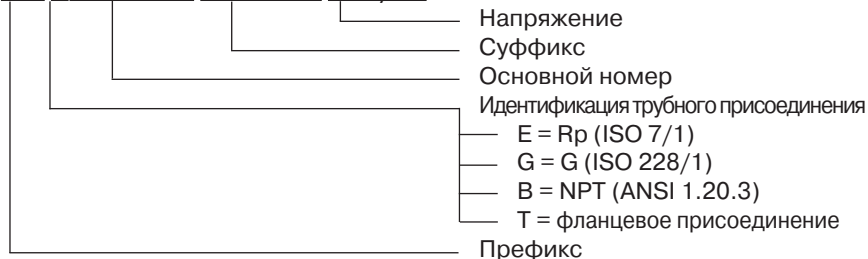 Напряжение
Суффикс
Основной номер
Идентификация трубного присоединения
E = Rp (ISO 7/1)
G = G (ISO 228/1)
B = NPT (ANSI 1.20.3)
T = фланцевое присоединение
Префикс